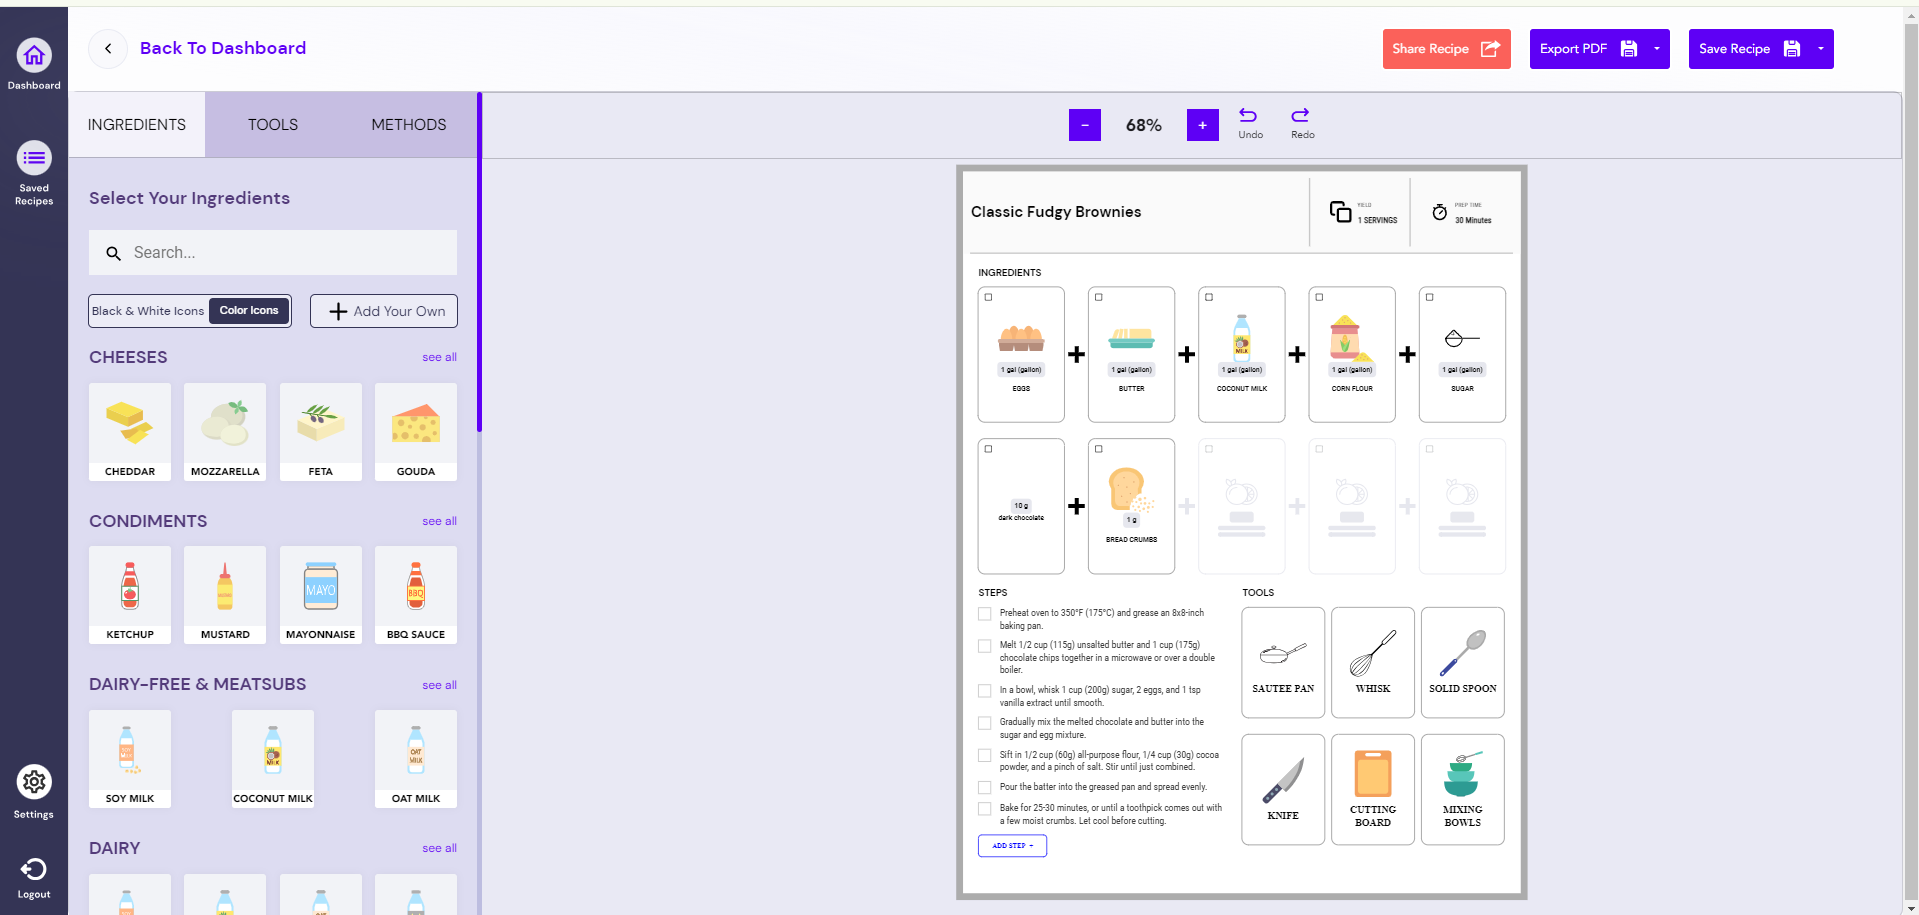 Back To Dashboard
Share Recipe
Export PDF
Save Recipe
Dashboard
Saved
Recipes
Settings
Logout
INGREDIENTS
TOOLS
METHODS
Select Your Ingredients
Search...
Black & White Icons
Color Icons
Add Your Own
CHEESES
see all
CHEDDAR
MOZZARELLA
FETA
GOUDA
CONDIMENTS
see all
MAYO
BBQ
KETCHUP
MUSTARD
MAYONNAISE
BBQ SAUCE
DAIRY-FREE & MEATSUBS
see all
SOY MILK
MILK
OAT MILK
SOY MILK
COCONUT MILK
OAT MILK
DAIRY
see all
−
68%
+
Undo
Redo
Classic Fudgy Brownies
YIELD
1 SERVINGS
PREP TIME
30 Minutes
INGREDIENTS
MILK
1 gal (gallon)
1 gal (gallon)
1 gal (gallon)
1 gal (gallon)
1 gal (gallon)
EGGS
BUTTER
COCONUT MILK
CORN FLOUR
SUGAR
10 g
dark chocolate
1 g
BREAD CRUMBS
STEPS
Preheat oven to 350°F (175°C) and grease an 8x8-inch
baking pan.
Melt 1/2 cup (115g) unsalted butter and 1 cup (175g)
chocolate chips together in a microwave or over a double
boiler.
In a bowl, whisk 1 cup (200g) sugar, 2 eggs, and 1 tsp
vanilla extract until smooth.
Gradually mix the melted chocolate and butter into the
sugar and egg mixture.
Sift in 1/2 cup (60g) all-purpose flour, 1/4 cup (30g) cocoa
powder, and a pinch of salt. Stir until just combined.
Pour the batter into the greased pan and spread evenly.
Bake for 25-30 minutes, or until a toothpick comes out with
a few moist crumbs. Let cool before cutting.
ADD STEP +
TOOLS
SAUTEE PAN
WHISK
SOLID SPOON
KNIFE
CUTTING
BOARD
MIXING
BOWLS